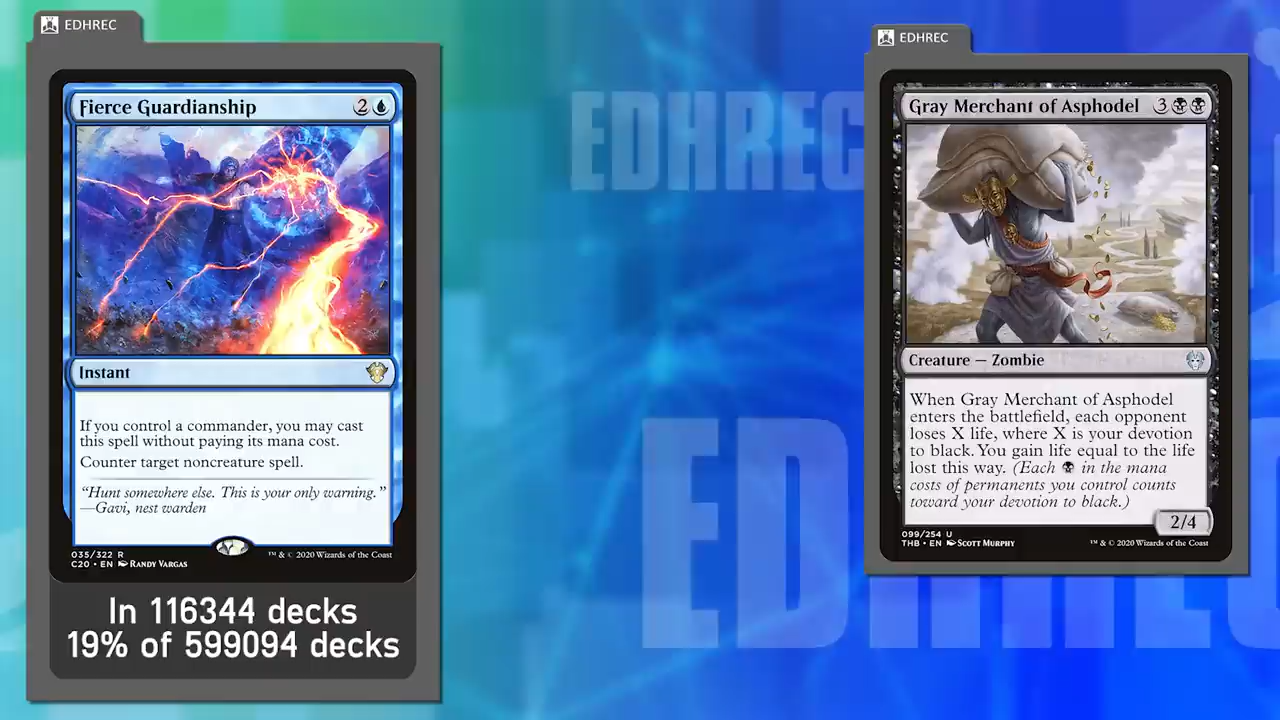 EDHREC
Fierce Guardianship 2
Instant
If you control a commander, you may cast
this spell without paying its mana cost.
Counter target noncreature spell.
“Hunt somewhere else. This is your only warning.”
—Gavi, nest warden
035/322 R
C20 • EN RANDY VARGAS
™ & © 2020 Wizards of the Coast
In 116344 decks
19% of 599094 decks
EDHREC
EDHREC
EDHREC
Gray Merchant of Asphodel 3
Creature — Zombie
When Gray Merchant of Asphodel
enters the battlefield, each opponent
loses X life, where X is your devotion
to black. You gain life equal to the life
lost this way. (Each in the mana
costs of permanents you control counts
toward your devotion to black.)
2/4
099/254 U
THB • EN SCOTT MURPHY
™ & © 2020 Wizards of the Coast